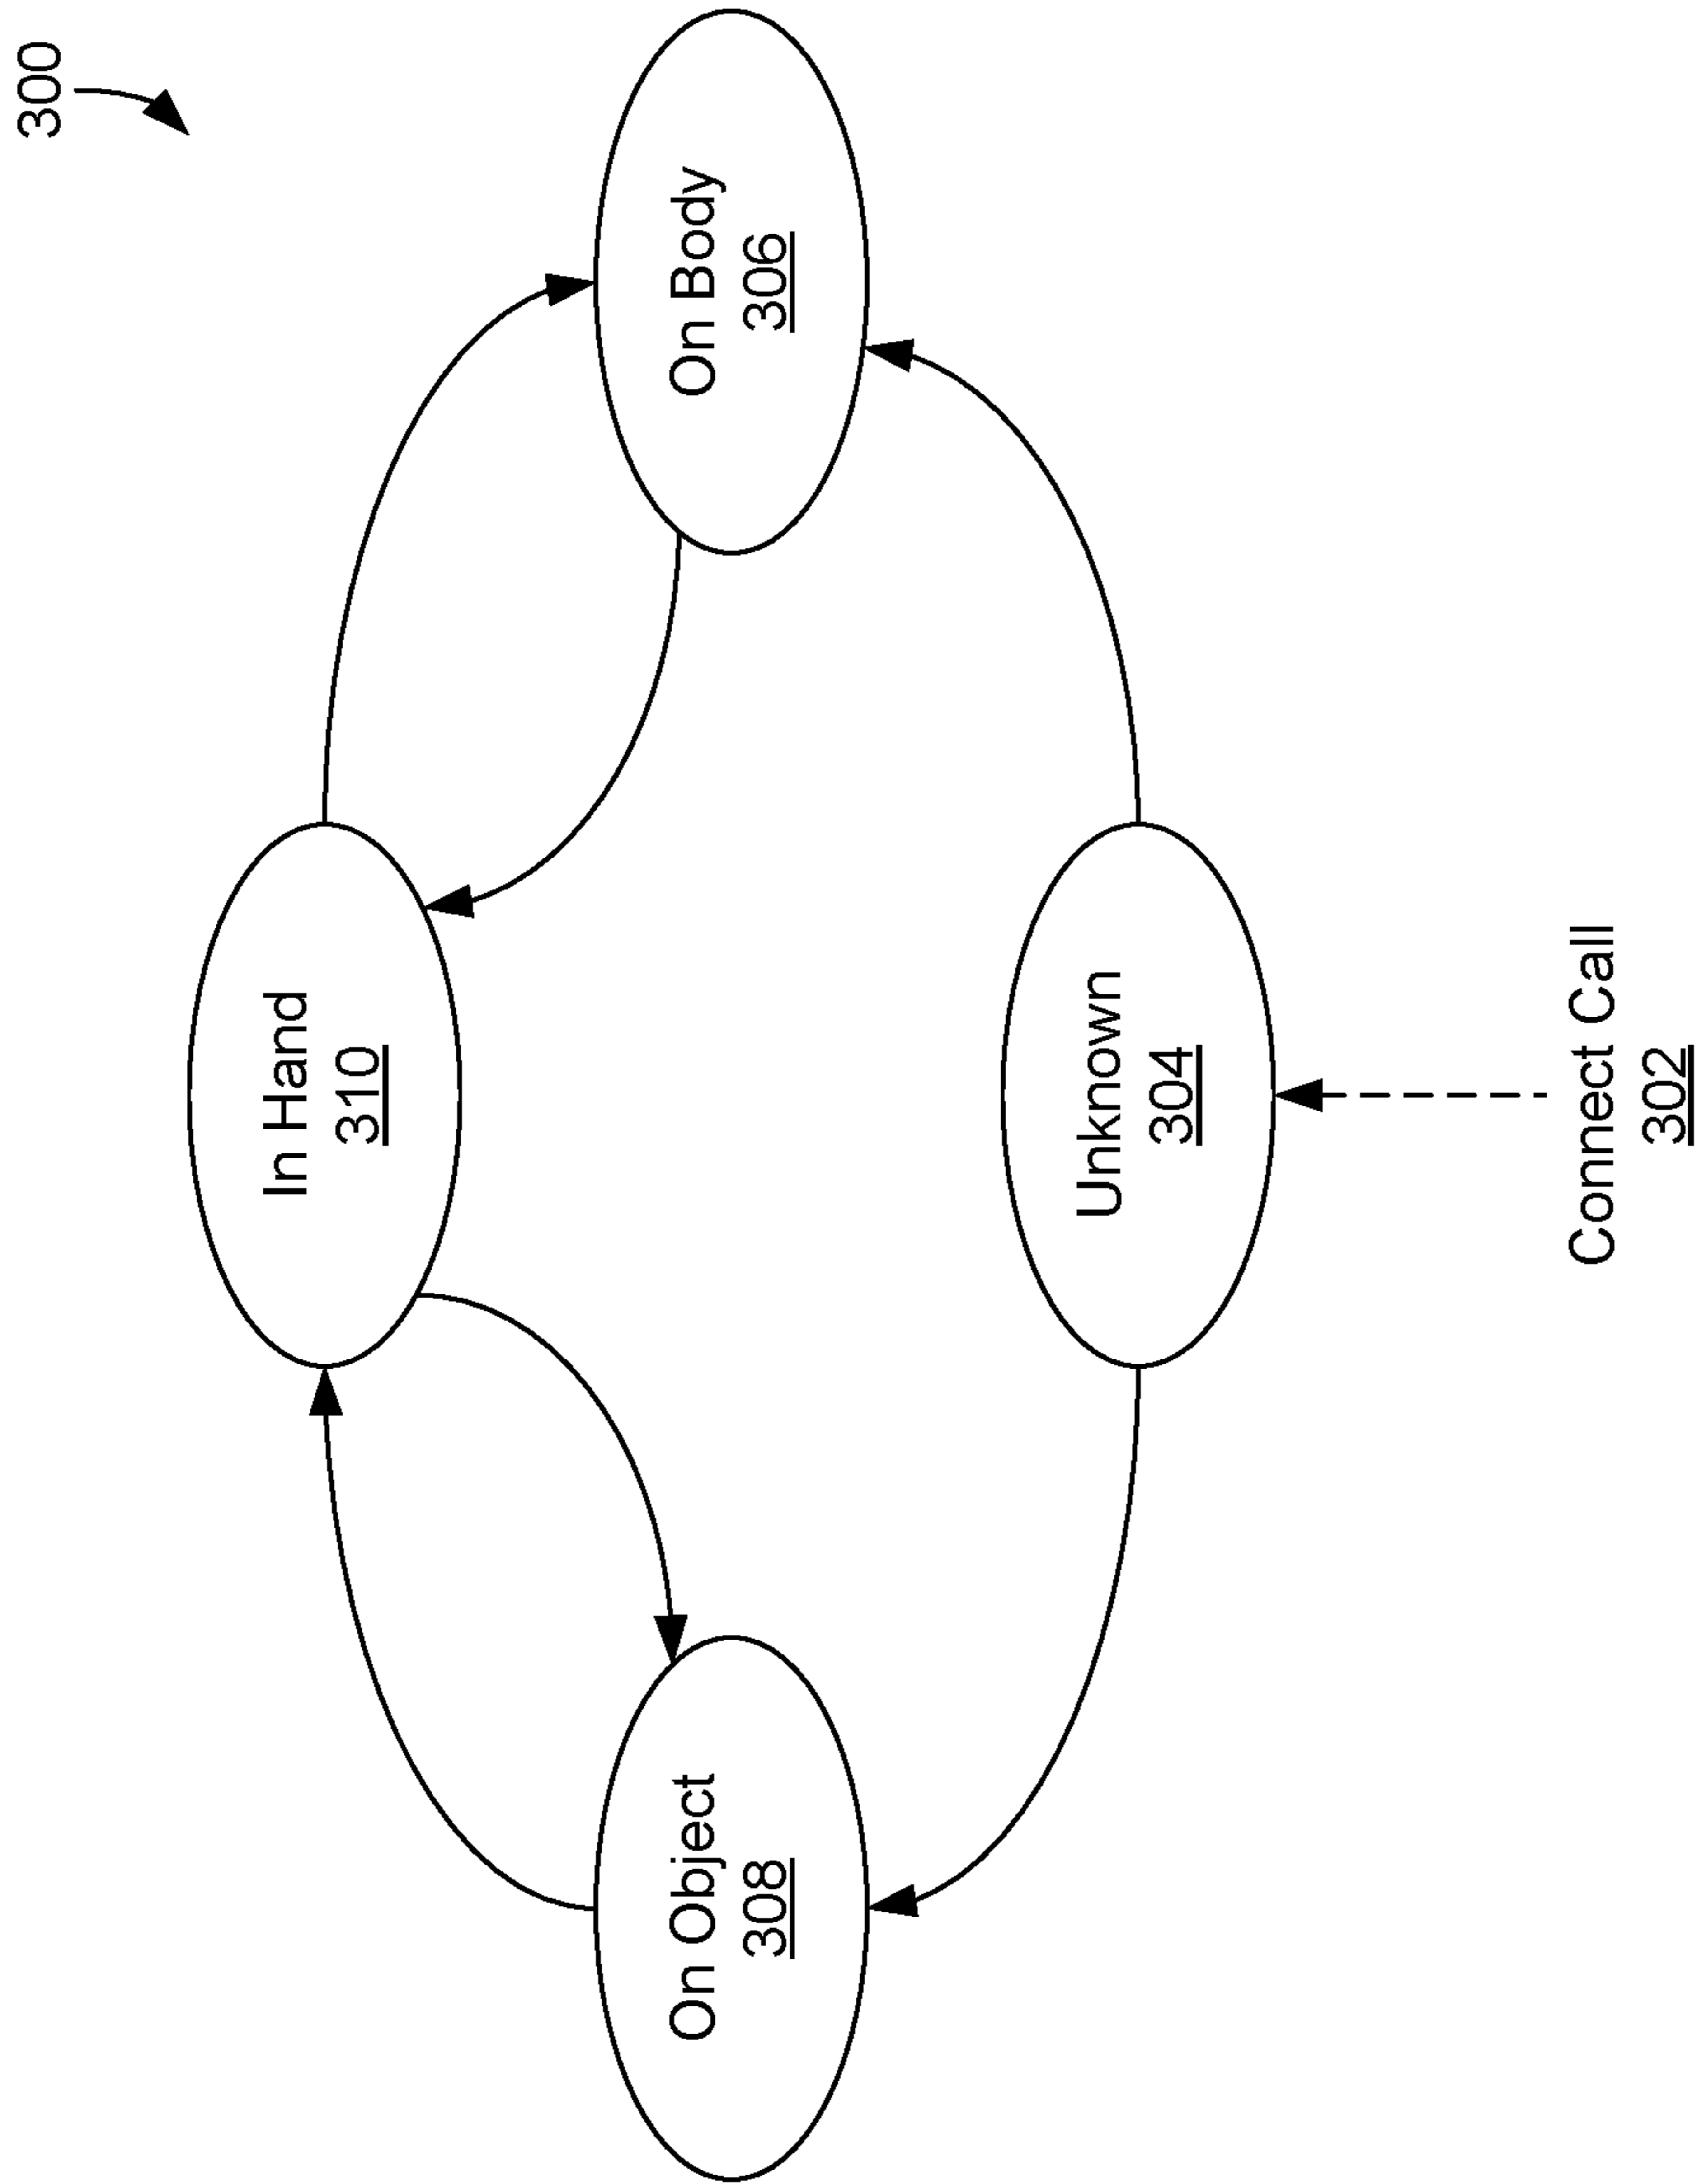 300
In Hand
310
On Object
308
On Body
306
Unknown
304
Connect Call
302